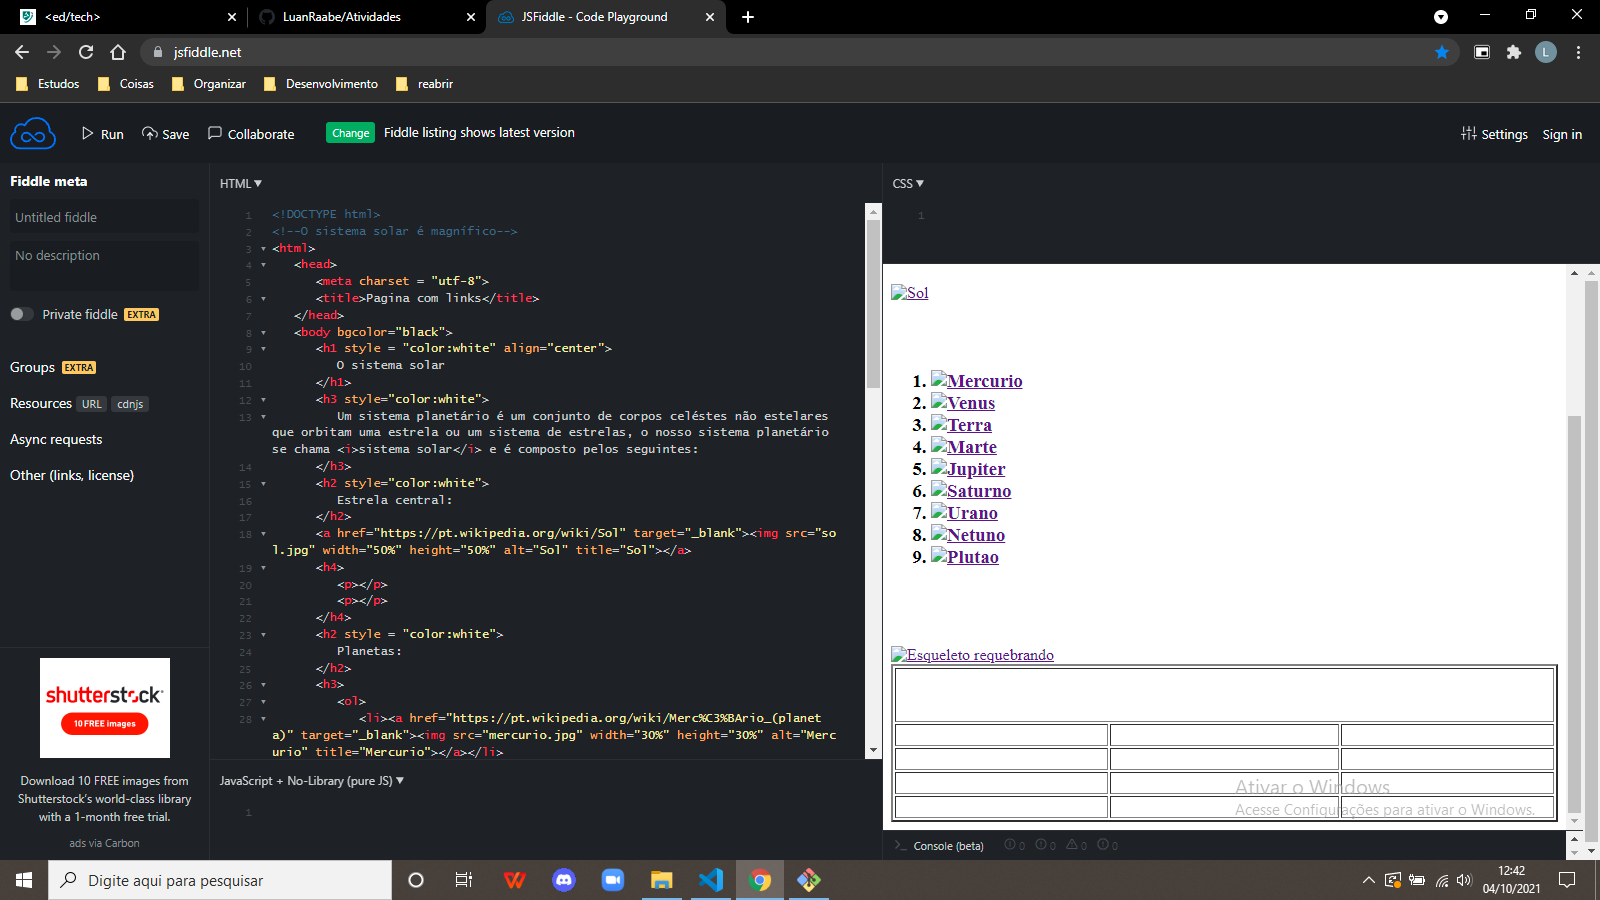 <ed/tech>
LuanRaabe/Atividades
JSFiddle - Code Playground
jsfiddle.net
L
Estudos
Coisas
Organizar
Desenvolvimento
reabrir
Run
Save
Collaborate
Change
Fiddle listing shows latest version
Settings
Sign in
Fiddle meta
Untitled fiddle
No description
Private fiddle EXTRA
Groups EXTRA
Resources URL cdnjs
Async requests
Other (links, license)
shutterstock
10 FREE images
Download 10 FREE images from
Shutterstock's world-class library
with a 1-month free trial.
ads via Carbon
HTML
1 <!DOCTYPE html>
2 <!--O sistema solar é magnífico-->
3 <html>
4 <head>
5 <meta charset = "utf-8">
6 <title>Pagina com links</title>
7 </head>
8 <body bgcolor="black">
9 <h1 style = "color:white" align="center">
10 O sistema solar
11 </h1>
12 <h3 style="color:white">
13 Um sistema planetário é um conjunto de corpos celéstes não estelares
que orbitam uma estrela ou um sistema de estrelas, o nosso sistema planetário
se chama <i>sistema solar</i> e é composto pelos seguintes:
14 </h3>
15 <h2 style="color:white">
16 Estrela central:
17 </h2>
18 <a href="https://pt.wikipedia.org/wiki/Sol" target="_blank"><img src="so
l.jpg" width="50%" height="50%" alt="Sol" title="Sol"></a>
19 <h4>
20 <p></p>
21 <p></p>
22 </h4>
23 <h2 style = "color:white">
24 Planetas:
25 </h2>
26 <h3>
27 <ol>
28 <li><a href="https://pt.wikipedia.org/wiki/Merc%C3%BArio_(planet
a)" target="_blank"><img src="mercurio.jpg" width="30%" height="30%" alt="Merc
urio" title="Mercurio"></a></li>
JavaScript + No-Library (pure JS)
1
CSS
1
Sol
1. Mercurio
2. Venus
3. Terra
4. Marte
5. Jupiter
6. Saturno
7. Urano
8. Netuno
9. Plutao
Esqueleto requebrando
Ativar o Windows
Acesse Configurações para ativar o Windows.
Console (beta)
0 0 0 0
Digite aqui para pesquisar
12:42
04/10/2021